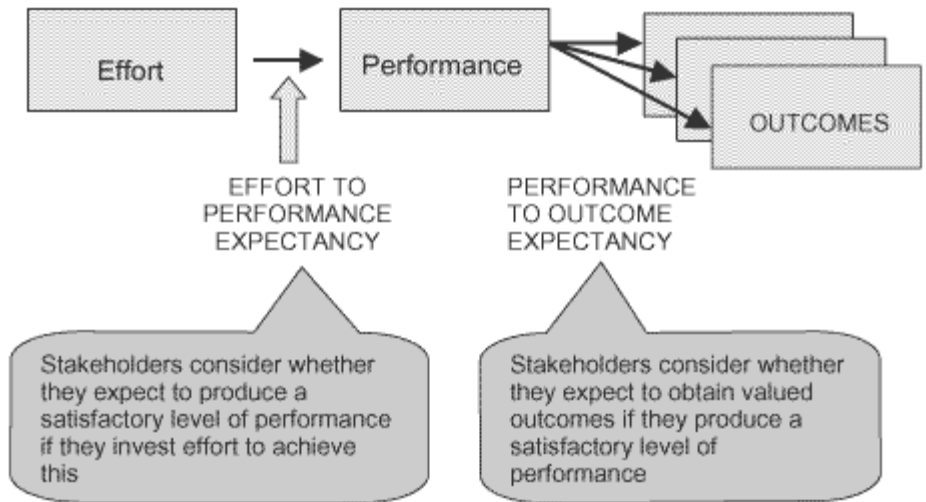 Effort
Performance
OUTCOMES
EFFORT TO
PERFORMANCE
EXPECTANCY
PERFORMANCE
TO OUTCOME
EXPECTANCY
Stakeholders consider whether
they expect to produce a
satisfactory level of performance
if they invest effort to achieve
this
Stakeholders consider whether
they expect to obtain valued
outcomes if they produce a
satisfactory level of
performance